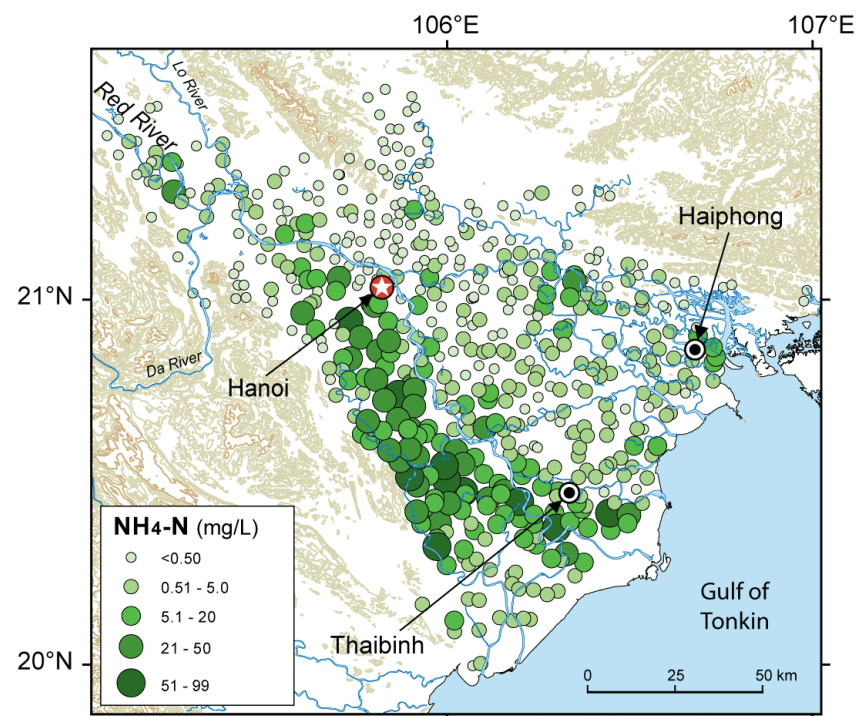 106°E
107°E
Lo River
Red River
Haiphong
21°N
Da River
Hanoi
NH4-N (mg/L)
<0.50
0.51 - 5.0
5.1 - 20
21 - 50
51 - 99
Gulf of
Tonkin
Thaibinh
20°N
0 25 50 km